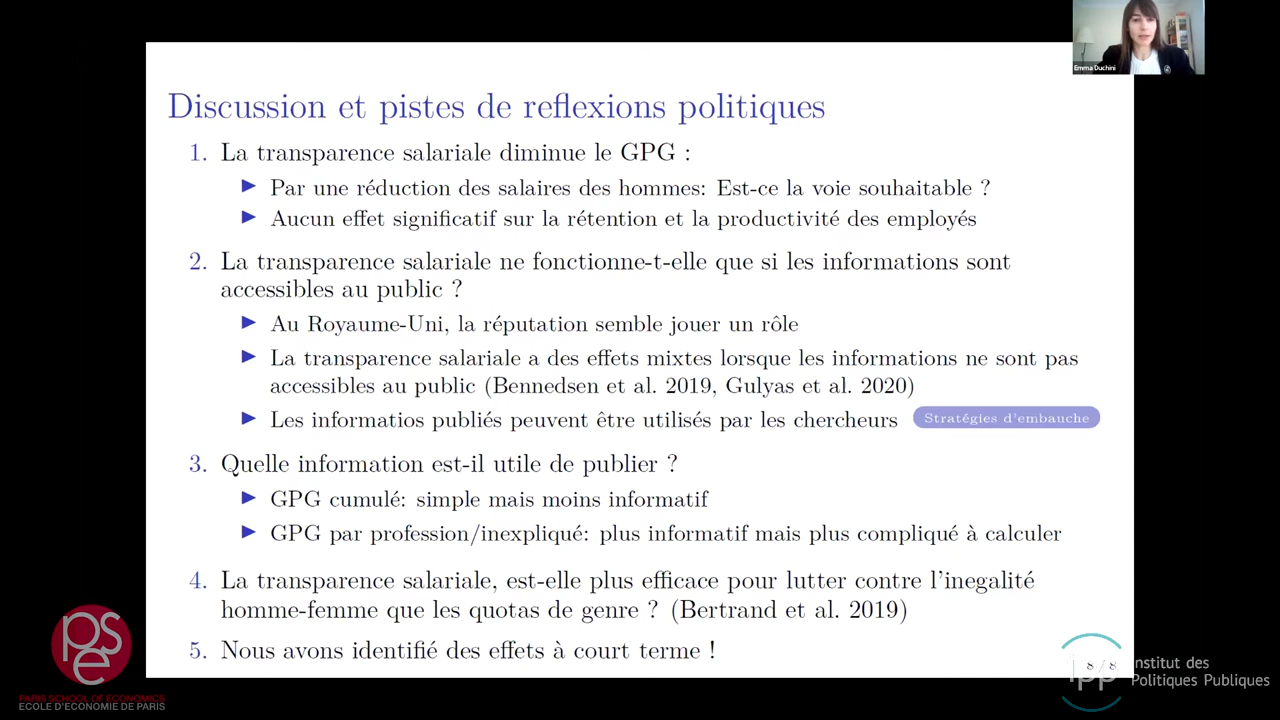 Emma Duchini
Discussion et pistes de reflexions politiques
1. La transparence salariale diminue le GPG :
▶ Par une réduction des salaires des hommes: Est-ce la voie souhaitable ?
▶ Aucun effet significatif sur la rétention et la productivité des employés
2. La transparence salariale ne fonctionne-t-elle que si les informations sont
accessibles au public ?
▶ Au Royaume-Uni, la réputation semble jouer un rôle
▶ La transparence salariale a des effets mixtes lorsque les informations ne sont pas
accessibles au public (Bennedsen et al. 2019, Gulyas et al. 2020)
▶ Les informatios publiés peuvent être utilisés par les chercheurs Stratégies d'embauche
3. Quelle information est-il utile de publier ?
▶ GPG cumulé: simple mais moins informatif
▶ GPG par profession/inexpliqué: plus informatif mais plus compliqué à calculer
4. La transparence salariale, est-elle plus efficace pour lutter contre l'inegalité
homme-femme que les quotas de genre ? (Bertrand et al. 2019)
5. Nous avons identifié des effets à court terme !
pse
PARIS SCHOOL OF ECONOMICS
ECOLE D'ECONOMIE DE PARIS
8/8
ipp
Institut des
Politiques Publiques